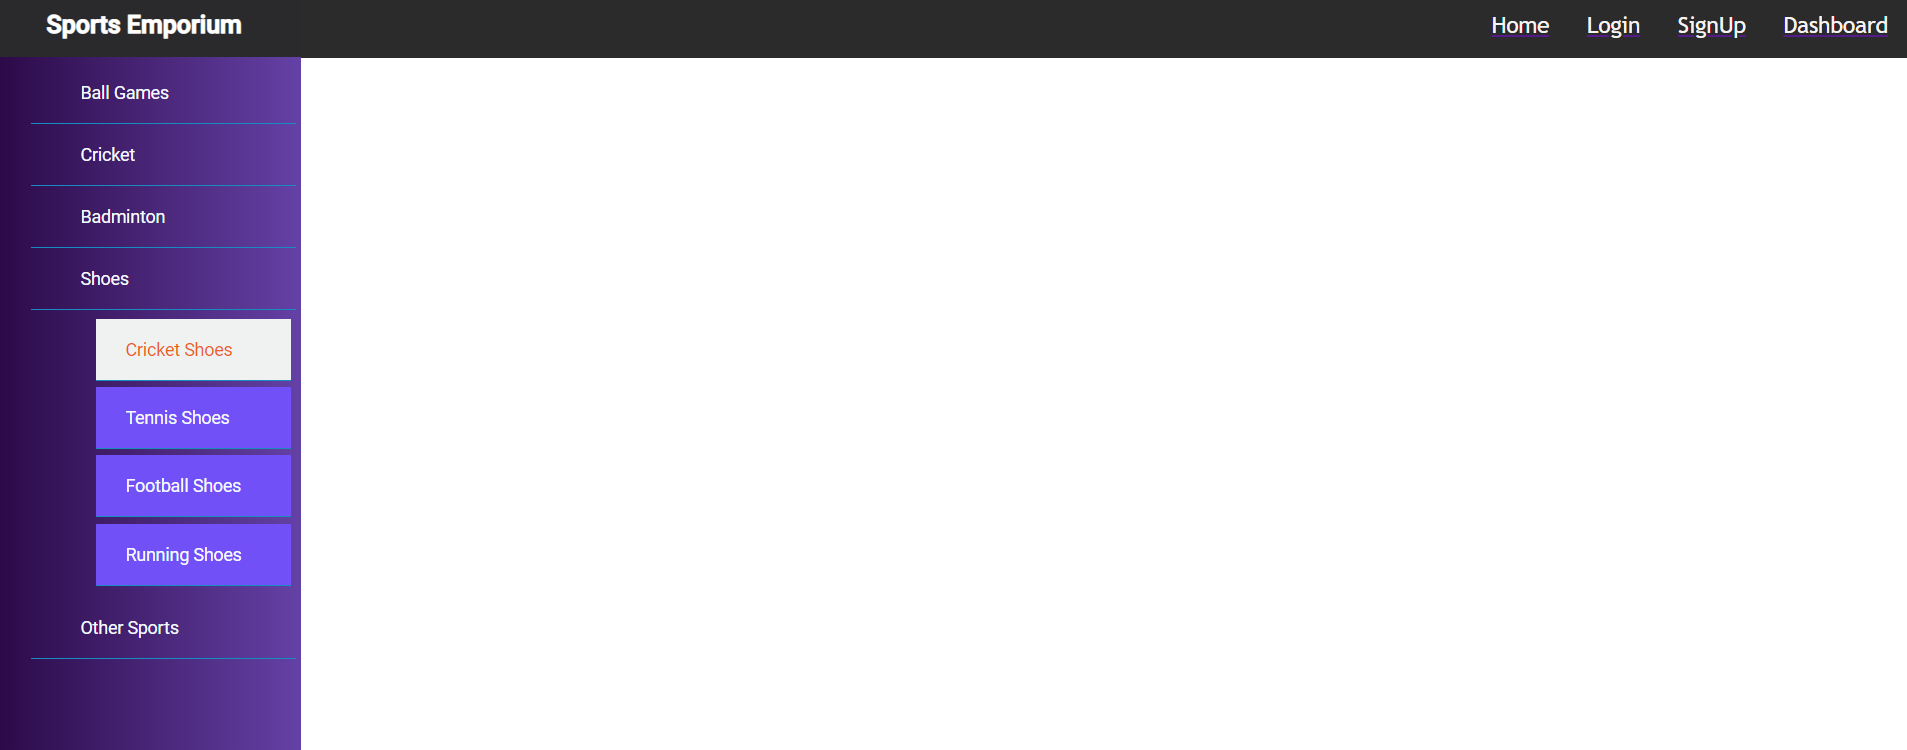 Sports Emporium
Home Login SignUp Dashboard
Ball Games
Cricket
Badminton
Shoes
Cricket Shoes
Tennis Shoes
Football Shoes
Running Shoes
Other Sports